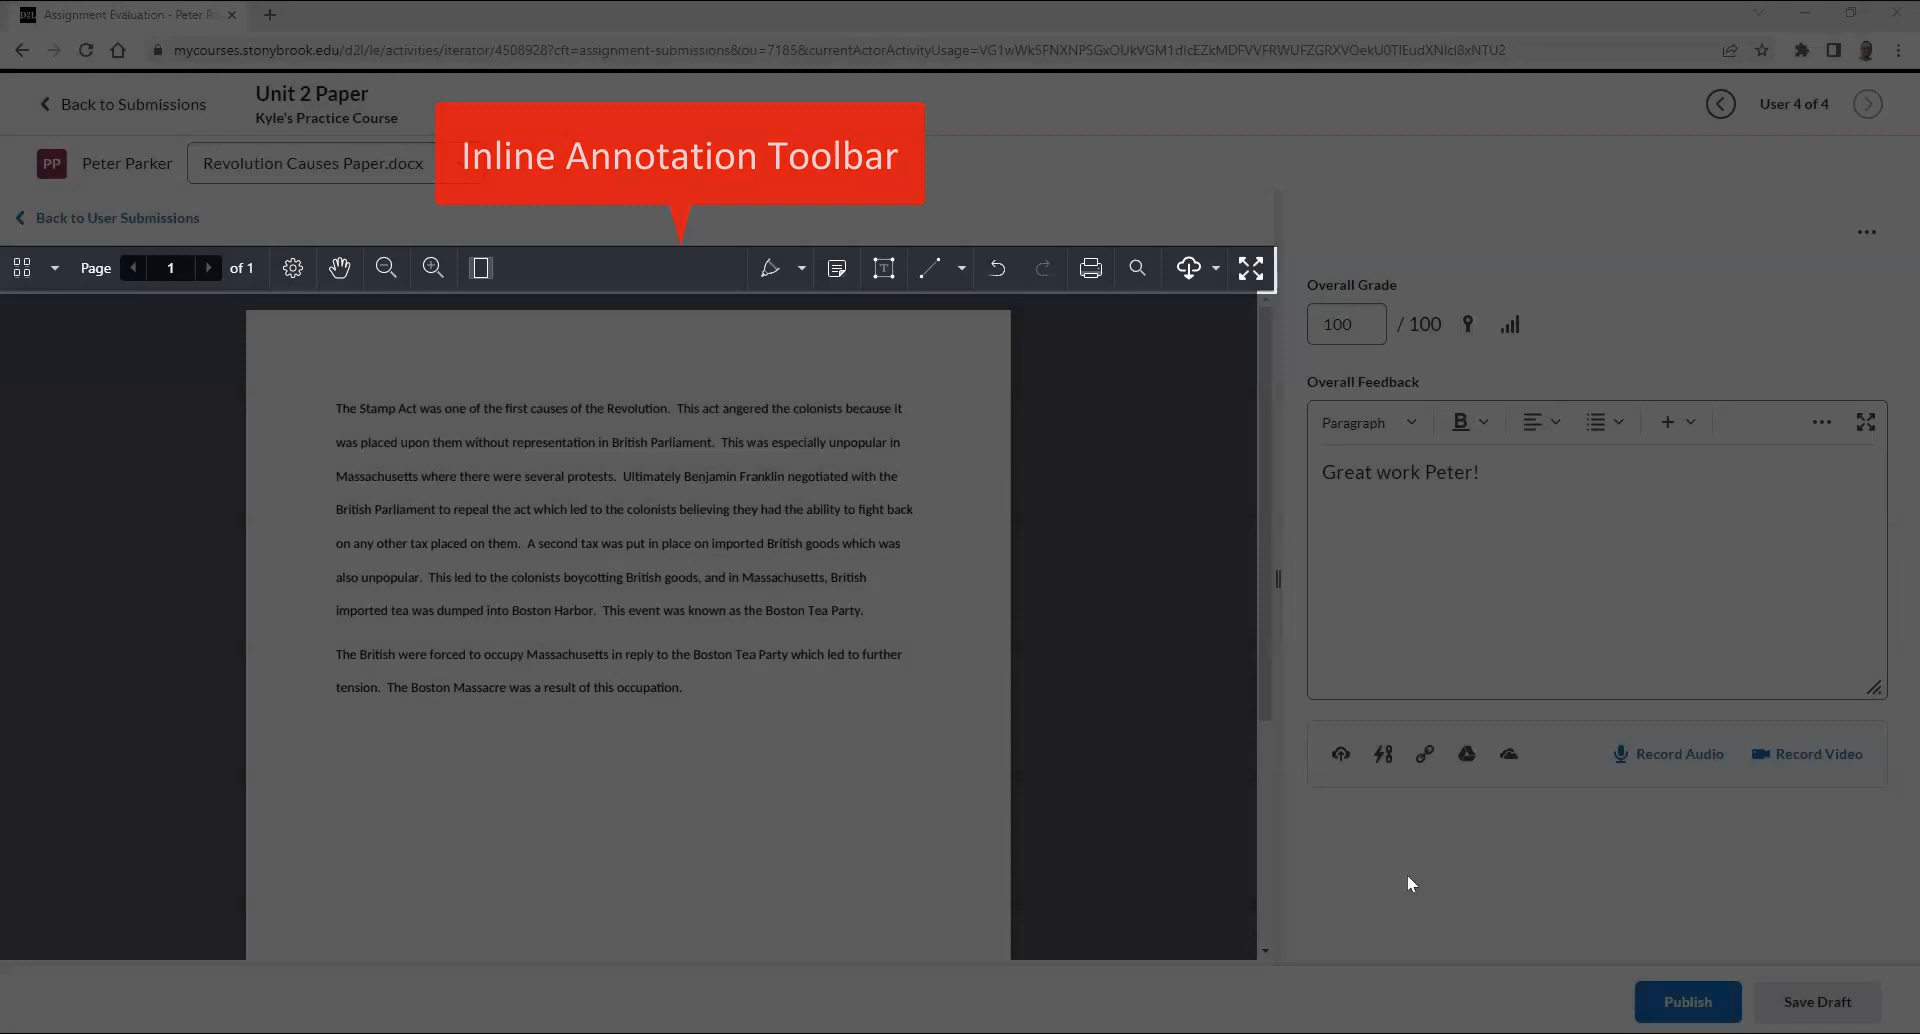 Assignment Evaluation - Peter P
mycourses.stonybrook.edu/d2l/le/activities/iterator/4508928?cft=assignment-submissions&ou=7185&currentActorActivityUsage=
Back to Submissions
Unit 2 Paper
Kyle's Practice Course
User 4 of 4
PP
Peter Parker
Revolution Causes Paper.docx
Inline Annotation Toolbar
Back to User Submissions
Page 1 of 1
The Stamp Act was one of the first causes of the Revolution. This act angered the colonists because it
was placed upon them without representation in British Parliament. This was especially unpopular in
Massachusetts where there were several protests. Ultimately Benjamin Franklin negotiated with the
British Parliament to repeal the act which led to the colonists believing they had the ability to fight back
on any other tax placed on them. A second tax was put in place on imported British goods which was
also unpopular. This led to the colonists boycotting British goods, and in Massachusetts, British
imported tea was dumped into Boston Harbor. This event was known as the Boston Tea Party.
The British were forced to occupy Massachusetts in reply to the Boston Tea Party which led to further
tension. The Boston Massacre was a result of this occupation.
Overall Grade
100 / 100
Overall Feedback
Paragraph
B
Great work Peter!
Record Audio
Record Video
Publish
Save Draft